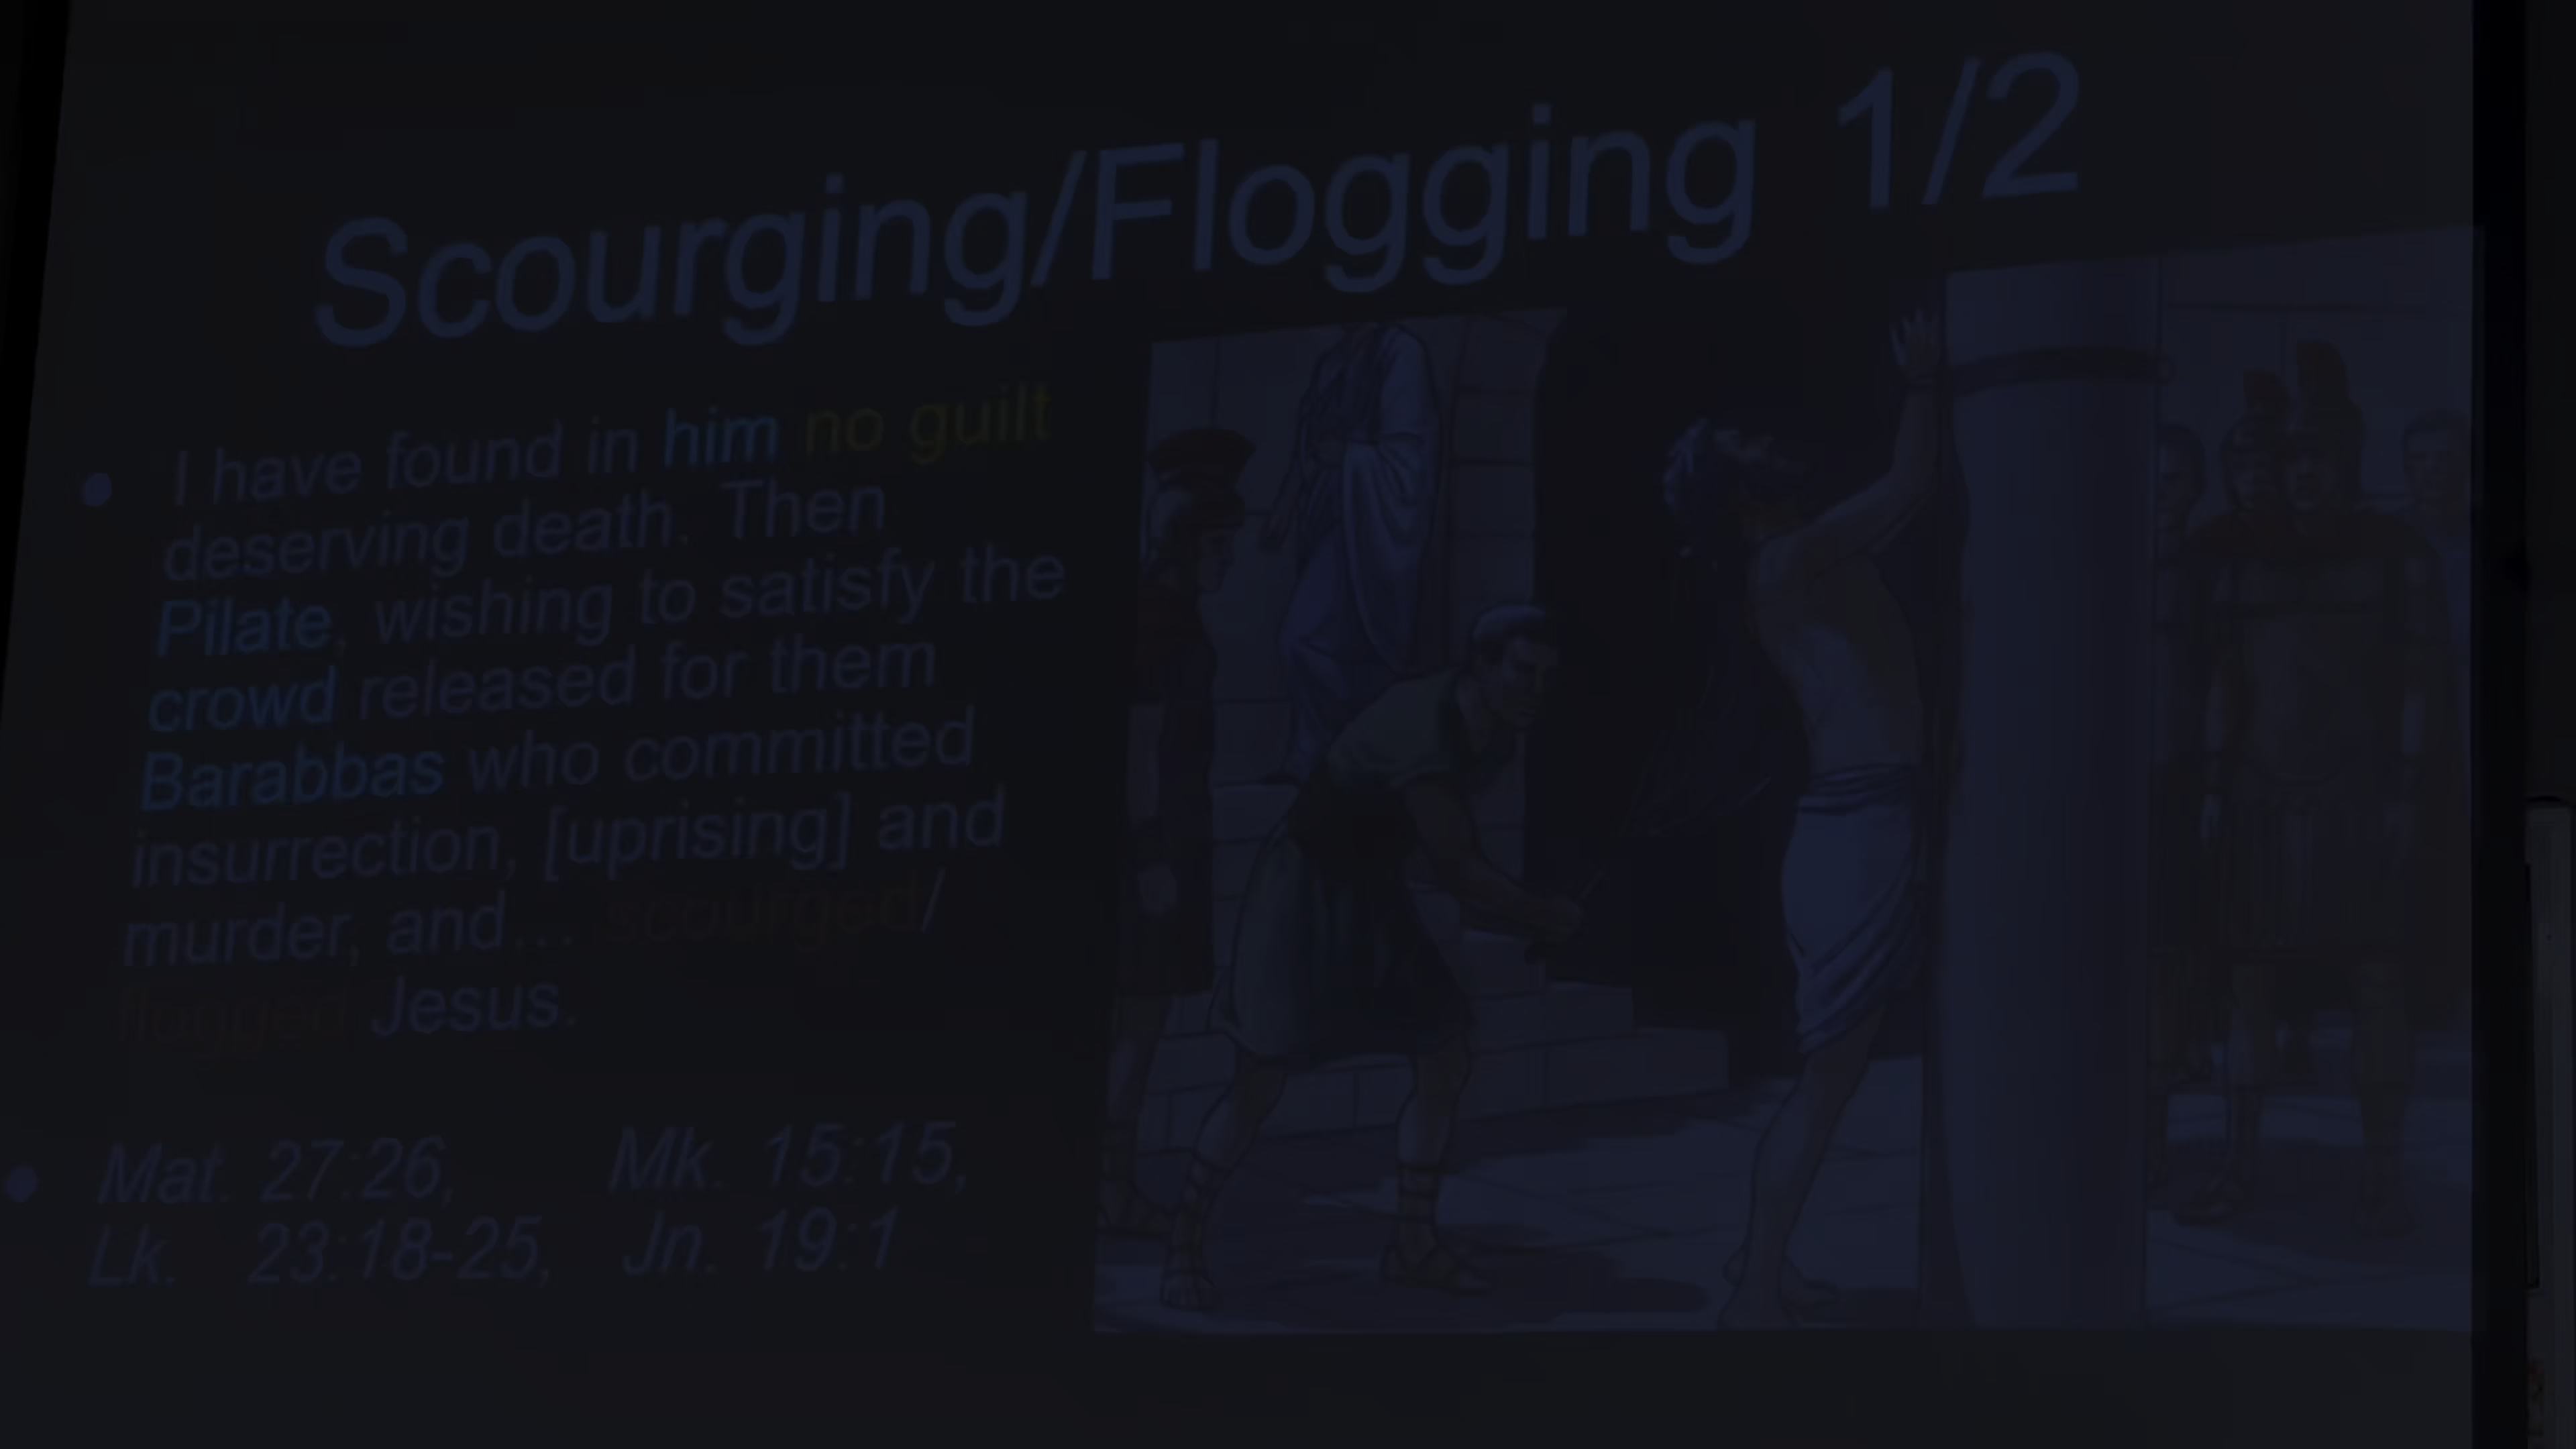 Scourging/Flogging 1/2
I have found in him no guilt
deserving death. Then
Pilate, wishing to satisfy the
crowd released for them
Barabbas who committed
insurrection, [uprising] and
murder, and... scourged/
flogged Jesus.
Mat. 27:26, Mk. 15:15,
Lk. 23:18-25, Jn. 19:1